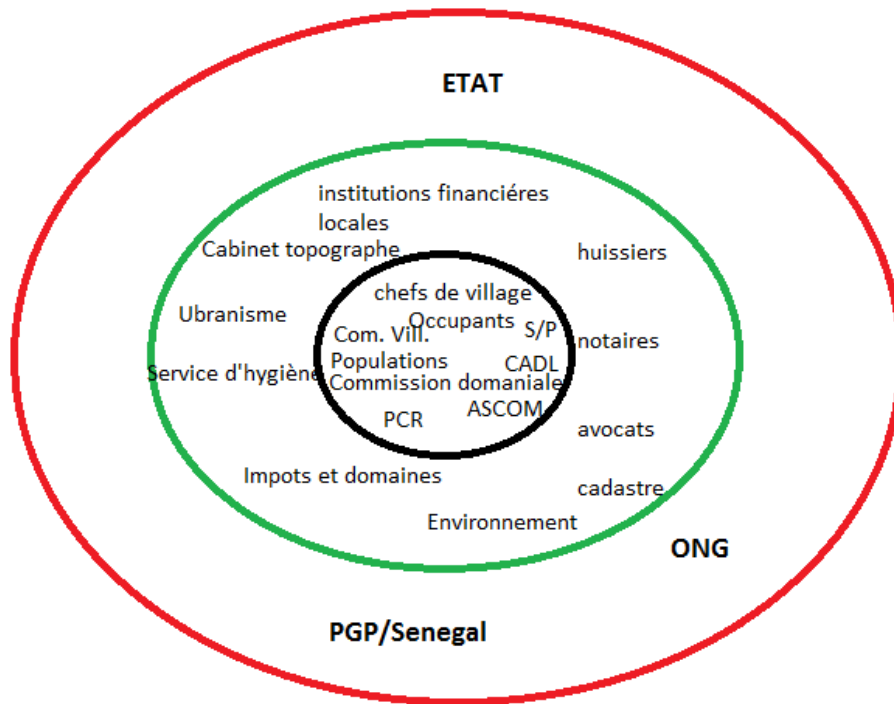 ETAT
institutions financiéres
locales
Cabinet topographe
huissiers
chefs de village
Ubranisme
Occupants
S/P
Com. Vill.
notaires
Populations
CADL
Service d'hygiène
Commission domaniale
ASCOM
PCR
avocats
Impots et domaines
cadastre
Environnement
ONG
PGP/Senegal